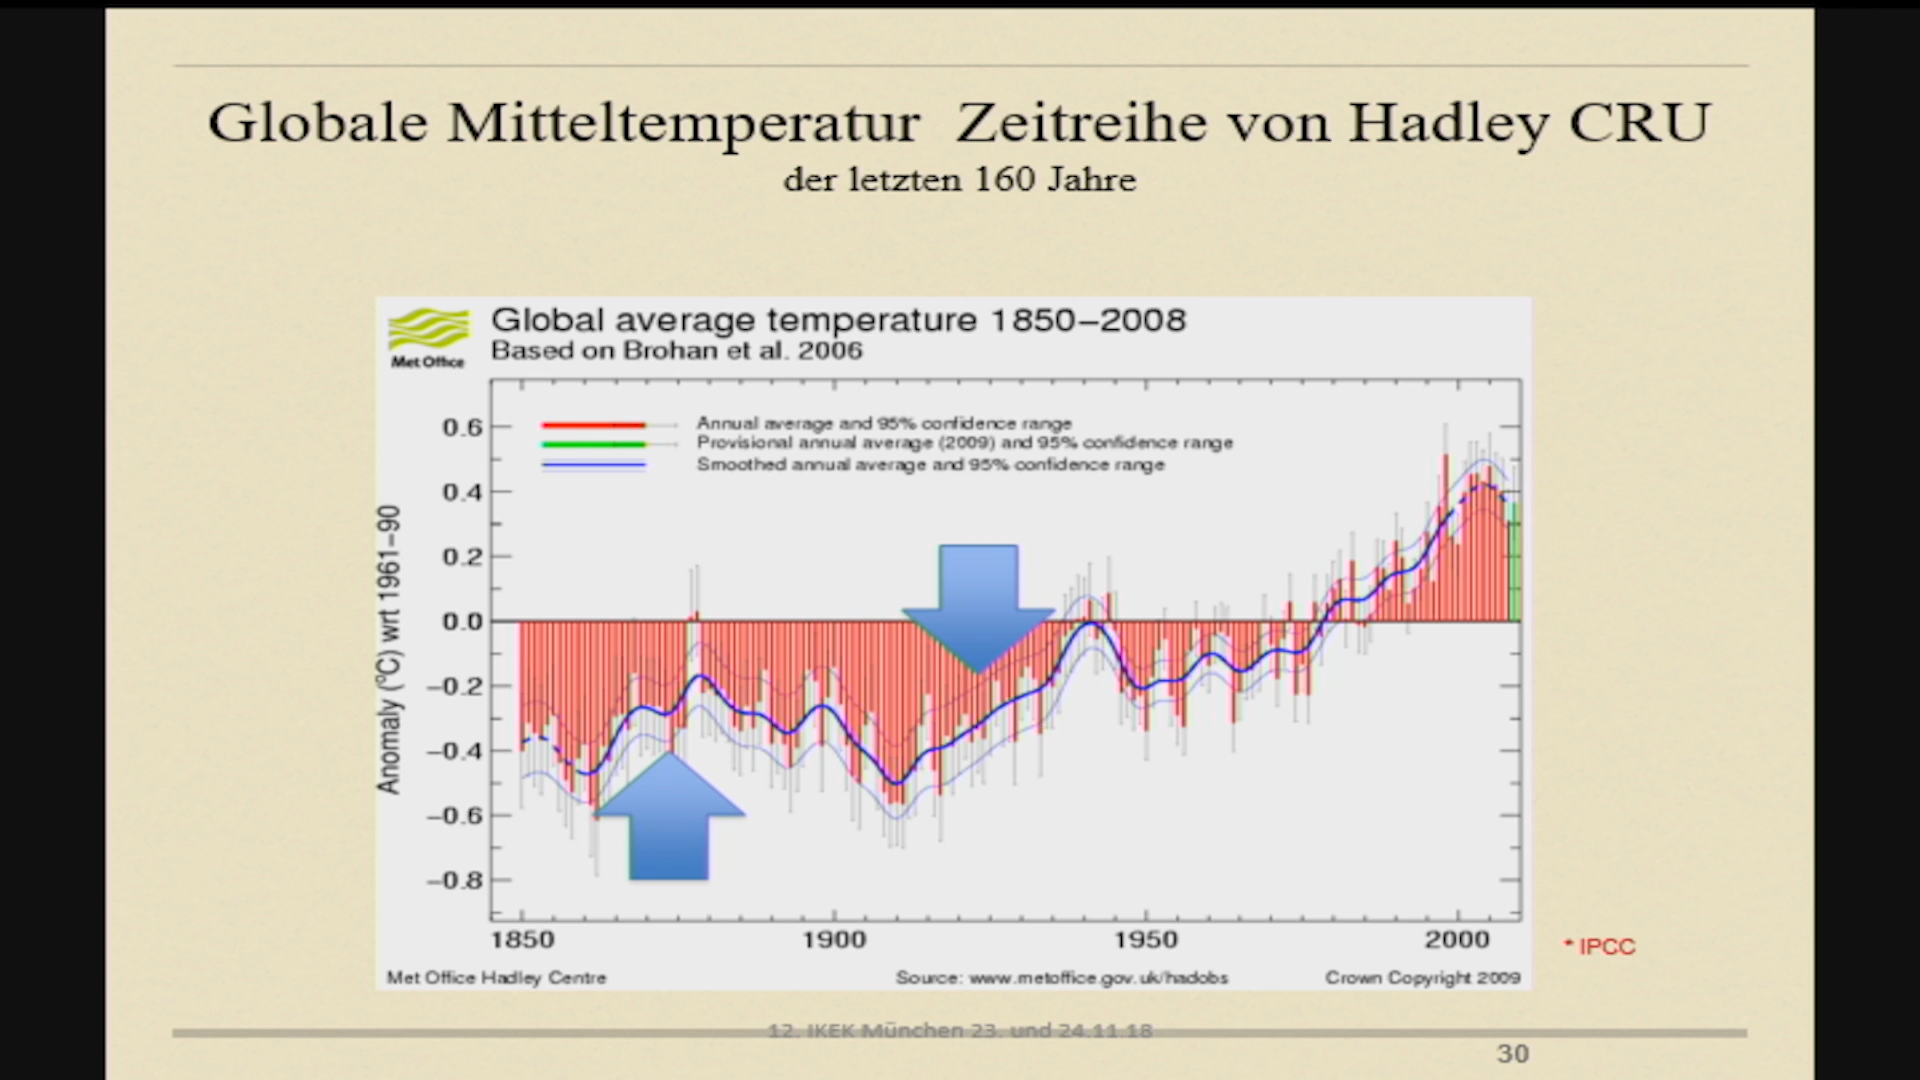 Globale Mitteltemperatur Zeitreihe von Hadley CRU
der letzten 160 Jahre
Met Office
Global average temperature 1850–2008
Based on Brohan et al. 2006
Annual average and 95% confidence range
Provisional annual average (2009) and 95% confidence range
Smoothed annual average and 95% confidence range
Anomaly (°C) wrt 1961–90
0.6
0.4
0.2
0.0
–0.2
–0.4
–0.6
–0.8
1850 1900 1950 2000
* IPCC
Met Office Hadley Centre Source: www.metoffice.gov.uk/hadobs Crown Copyright 2009
12. IKEK München 23. und 24.11.18
30